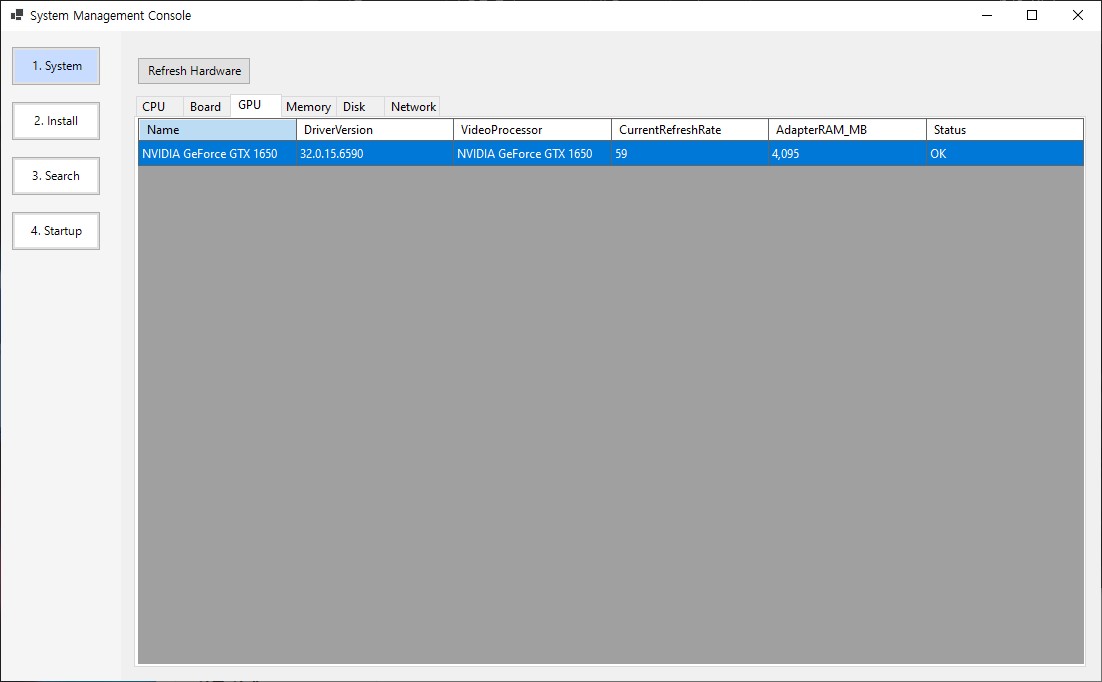 System Management Console
1. System
2. Install
3. Search
4. Startup
Refresh Hardware
CPU Board GPU Memory Disk Network
Name DriverVersion VideoProcessor CurrentRefreshRate AdapterRAM_MB Status
NVIDIA GeForce GTX 1650 32.0.15.6590 NVIDIA GeForce GTX 1650 59 4,095 OK